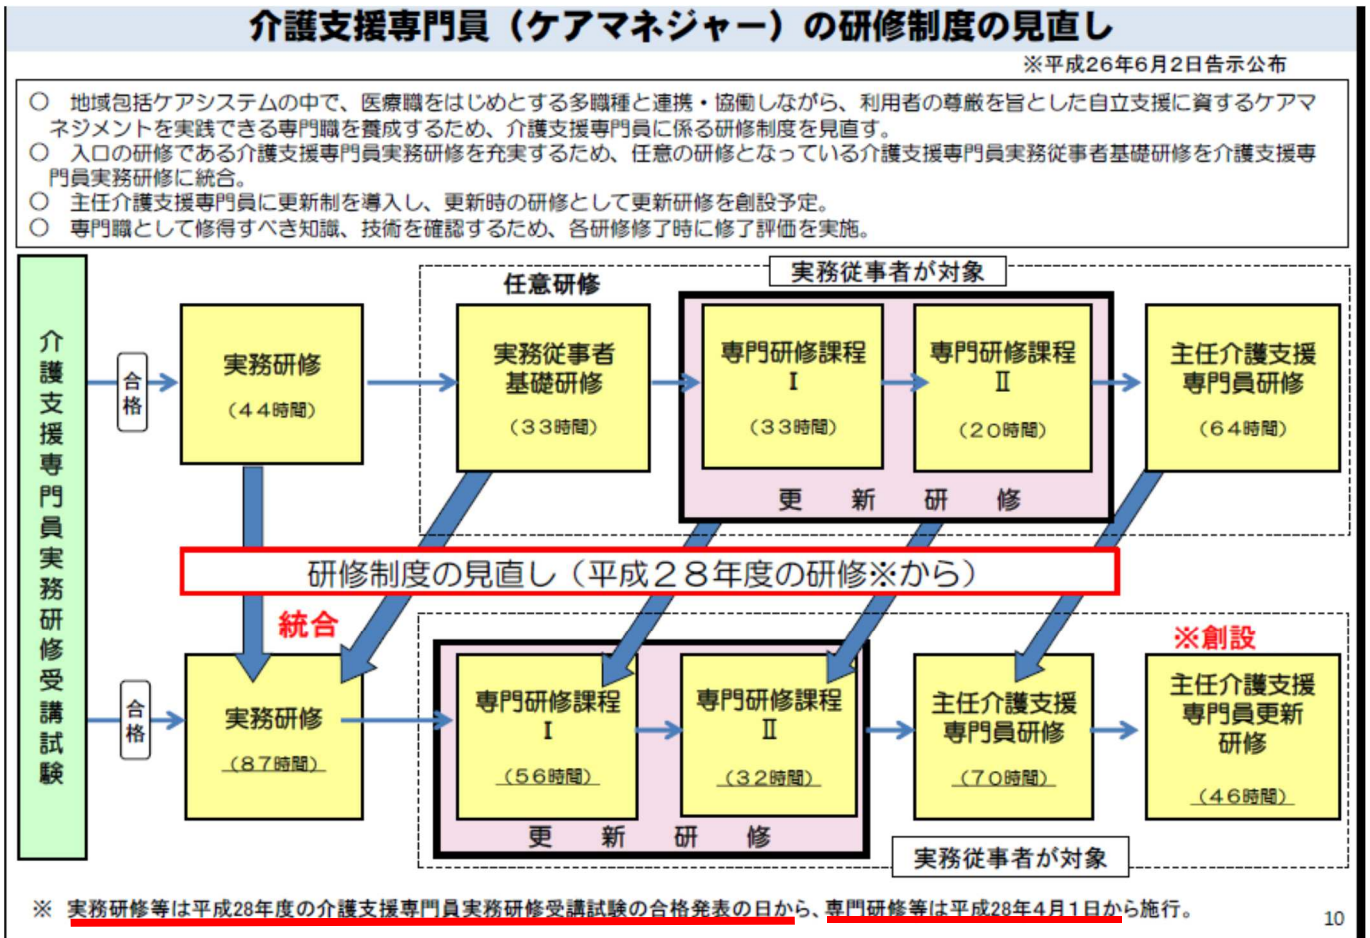 介護支援専門員（ケアマネジャー）の研修制度の見直し
※平成26年6月2日告示公布
○　地域包括ケアシステムの中で、医療職をはじめとする多職種と連携・協働しながら、利用者の尊厳を旨とした自立支援に資するケアマ
ネジメントを実践できる専門職を養成するため、介護支援専門員に係る研修制度を見直す。
○　入口の研修である介護支援専門員実務研修を充実するため、任意の研修となっている介護支援専門員実務従事者基礎研修を介護支援専
門員実務研修に統合。
○　主任介護支援専門員に更新制を導入し、更新時の研修として更新研修を創設予定。
○　専門職として修得すべき知識、技術を確認するため、各研修修了時に修了評価を実施。
介護支援専門員実務研修受講試験
実務従事者が対象
任意研修
合格
実務研修
（４４時間）
実務従事者
基礎研修
（３３時間）
専門研修課程
Ⅰ
（３３時間）
専門研修課程
Ⅱ
（２０時間）
主任介護支援
専門員研修
（６４時間）
更　新　研　修
研修制度の見直し（平成２８年度の研修※から）
統合
※創設
合格
実務研修
（８７時間）
専門研修課程
Ⅰ
（５６時間）
専門研修課程
Ⅱ
（３２時間）
主任介護支援
専門員研修
（７０時間）
主任介護支援
専門員更新
研修
（４６時間）
更　新　研　修
実務従事者が対象
※　実務研修等は平成28年度の介護支援専門員実務研修受講試験の合格発表の日から、専門研修等は平成28年4月1日から施行。
10